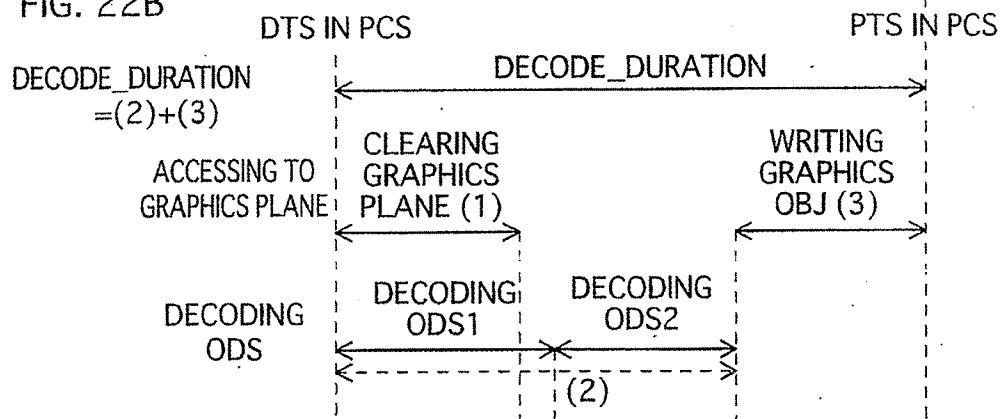 FIG. 22B
DTS IN PCS
PTS IN PCS
DECODE_DURATION
=(2)+(3)
DECODE_DURATION
ACCESSING TO
GRAPHICS PLANE
CLEARING
GRAPHICS
PLANE (1)
WRITING
GRAPHICS
OBJ (3)
DECODING
ODS
DECODING
ODS1
DECODING
ODS2
(2)